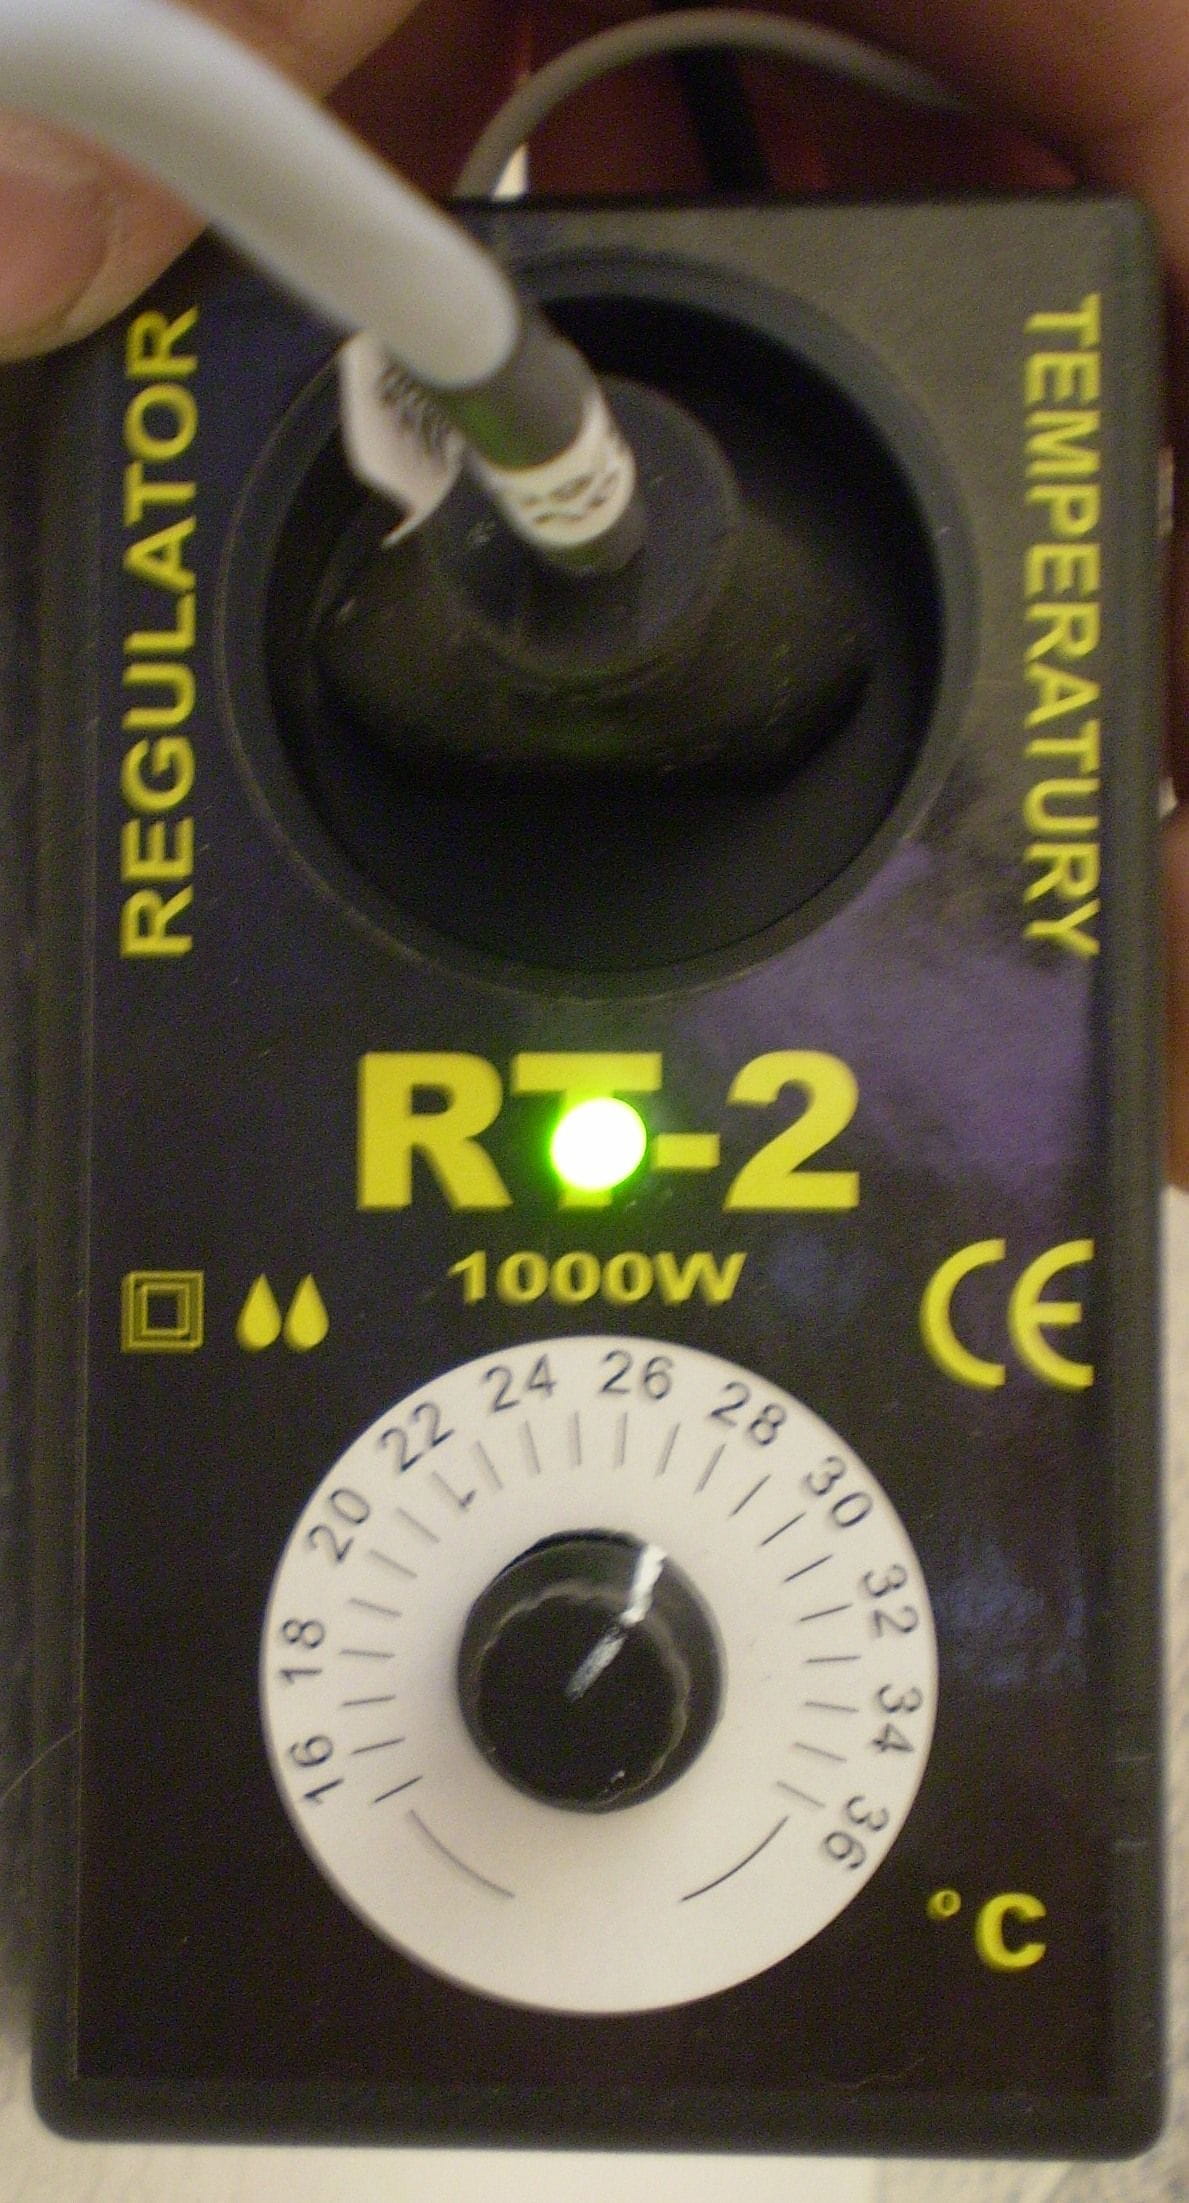 REGULATOR
TEMPERATURY
RT-2
1000W
CE
16 18 20 22 24 26 28 30 32 34 36
°C